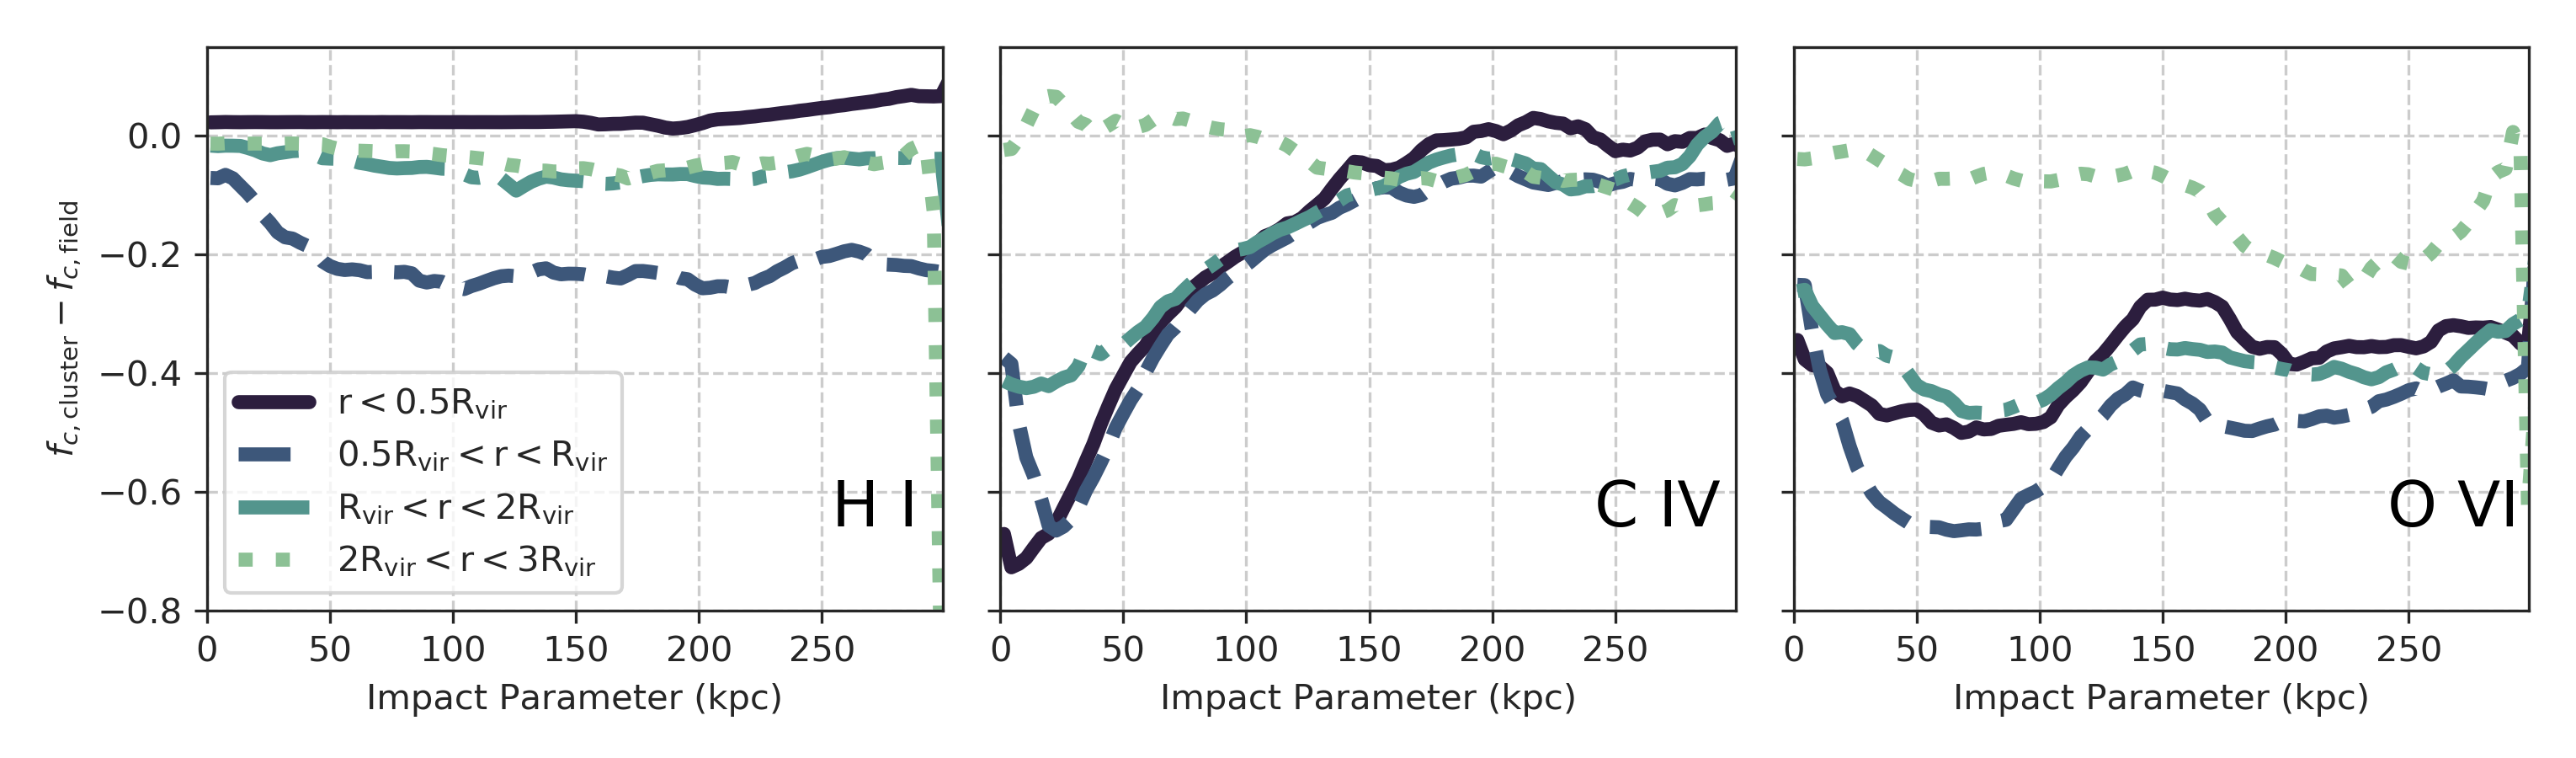 f_c, cluster − f_c, field
0.0
−0.2
−0.4
−0.6
−0.8
r < 0.5R_vir
0.5R_vir < r < R_vir
R_vir < r < 2R_vir
2R_vir < r < 3R_vir
H I
0 50 100 150 200 250
Impact Parameter (kpc)
C IV
0 50 100 150 200 250
Impact Parameter (kpc)
O VI
0 50 100 150 200 250
Impact Parameter (kpc)